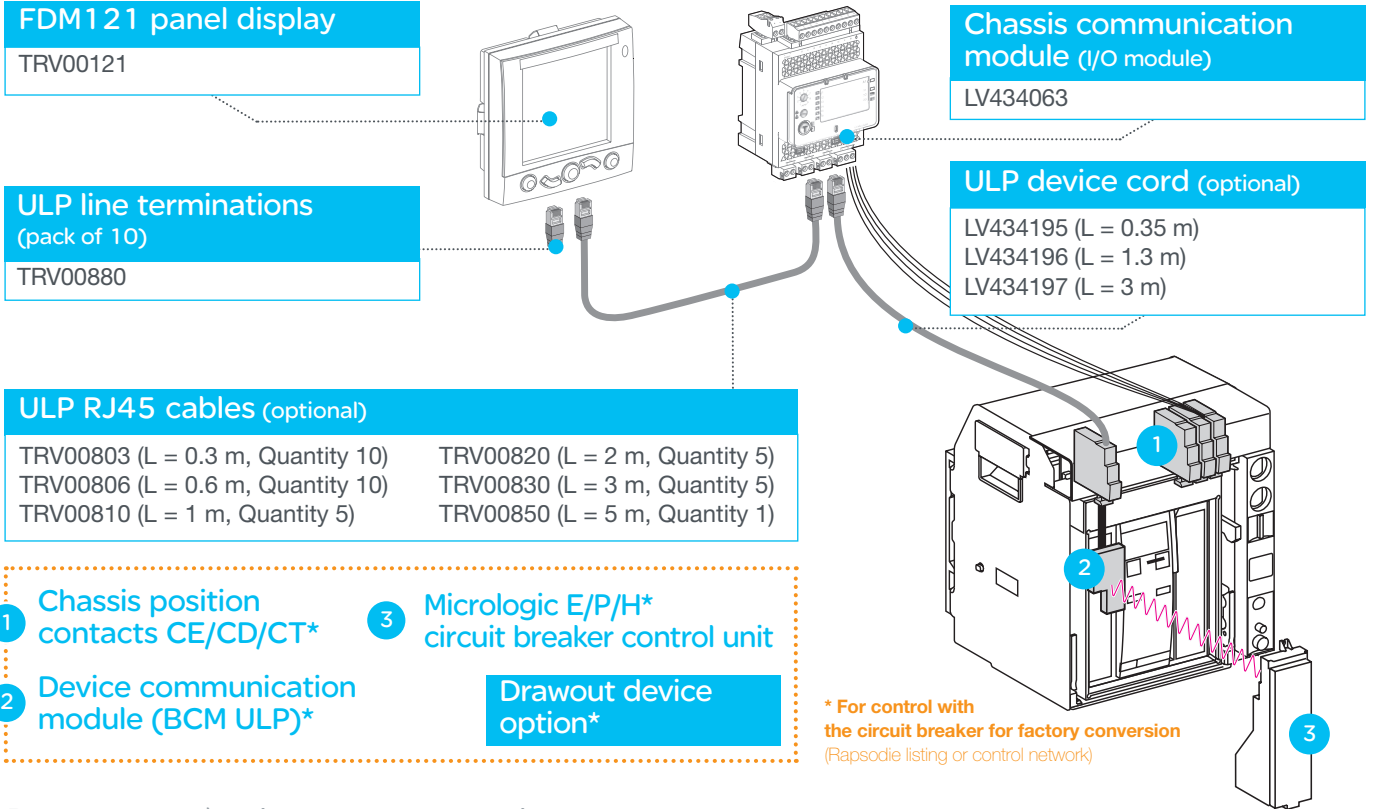 FDM121 panel display
TRV00121
Chassis communication
module (I/O module)
LV434063
ULP line terminations
(pack of 10)
TRV00880
ULP device cord (optional)
LV434195 (L = 0.35 m)
LV434196 (L = 1.3 m)
LV434197 (L = 3 m)
ULP RJ45 cables (optional)
TRV00803 (L = 0.3 m, Quantity 10)
TRV00806 (L = 0.6 m, Quantity 10)
TRV00810 (L = 1 m, Quantity 5)
TRV00820 (L = 2 m, Quantity 5)
TRV00830 (L = 3 m, Quantity 5)
TRV00850 (L = 5 m, Quantity 1)
1
2
3
1 Chassis position
contacts CE/CD/CT*
2 Device communication
module (BCM ULP)*
3 Micrologic E/P/H*
circuit breaker control unit
Drawout device
option*
* For control with
the circuit breaker for factory conversion
(Rapsodie listing or control network)